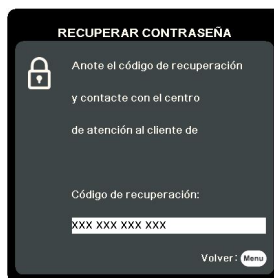 RECUPERAR CONTRASEÑA
Anote el código de recuperación
y contacte con el centro
de atención al cliente de
Código de recuperación:
XXX XXX XXX XXX
Volver: Menu